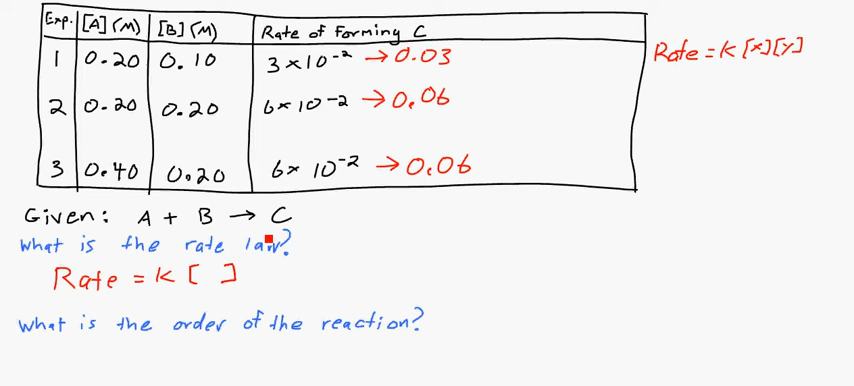 Exp. [A] (M) [B] (M) Rate of Forming C
1 0.20 0.10 3 × 10⁻² → 0.03
Rate = K [x][y]
2 0.20 0.20 6 × 10⁻² → 0.06
3 0.40 0.20 6 × 10⁻² → 0.06
Given: A + B → C
What is the rate law?
Rate = K [ ]
What is the order of the reaction?